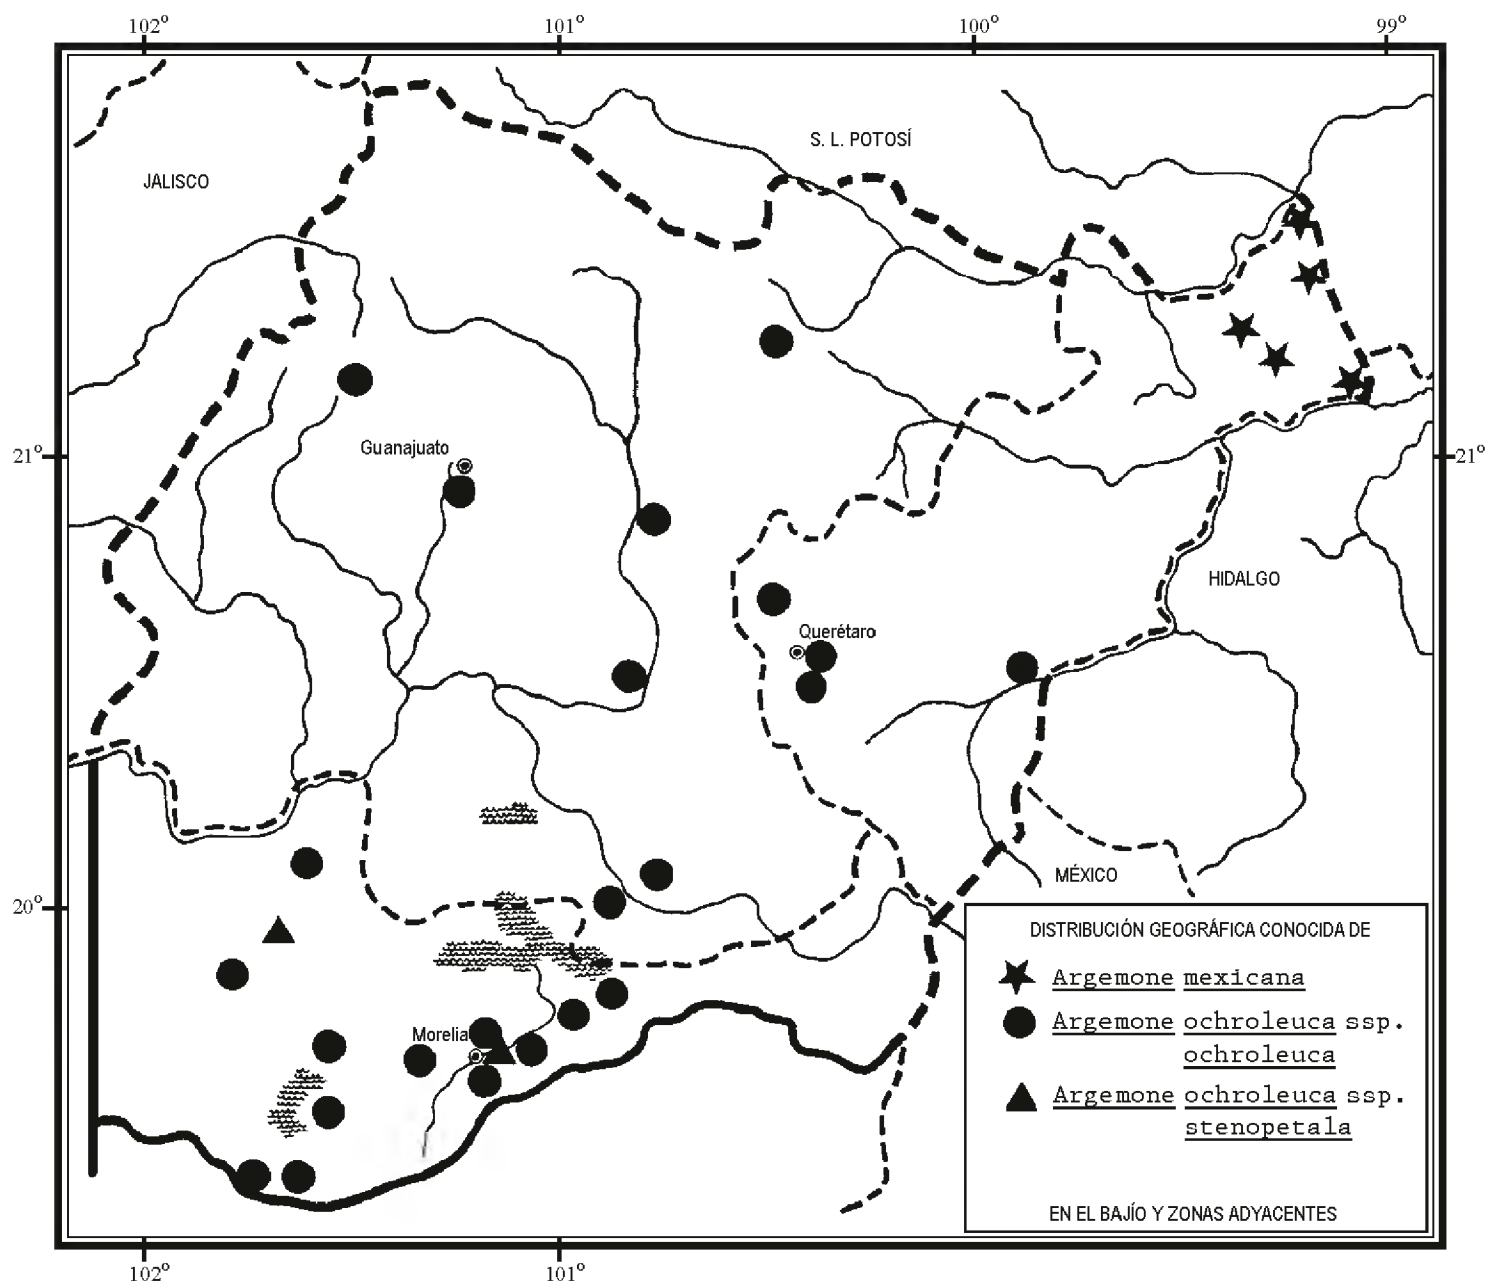 102° 101° 100° 99°
S. L. POTOSÍ
JALISCO
Guanajuato
21° 21°
HIDALGO
Querétaro
MÉXICO
20°
DISTRIBUCIÓN GEOGRÁFICA CONOCIDA DE
Argemone mexicana
Argemone ochroleuca ssp.
ochroleuca
Morelia
Argemone ochroleuca ssp.
stenopetala
EN EL BAJÍO Y ZONAS ADYACENTES
102° 101°